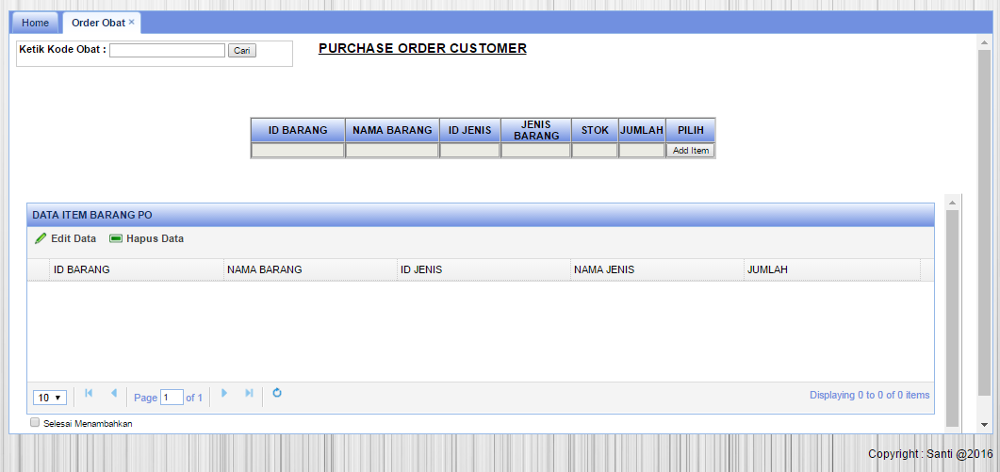 Home Order Obat ×
Ketik Kode Obat : Cari PURCHASE ORDER CUSTOMER
ID BARANG NAMA BARANG ID JENIS JENIS BARANG STOK JUMLAH PILIH
Add Item
DATA ITEM BARANG PO
Edit Data Hapus Data
ID BARANG NAMA BARANG ID JENIS NAMA JENIS JUMLAH
10 Page 1 of 1 Displaying 0 to 0 of 0 items
Selesai Menambahkan
Copyright : Santi @2016